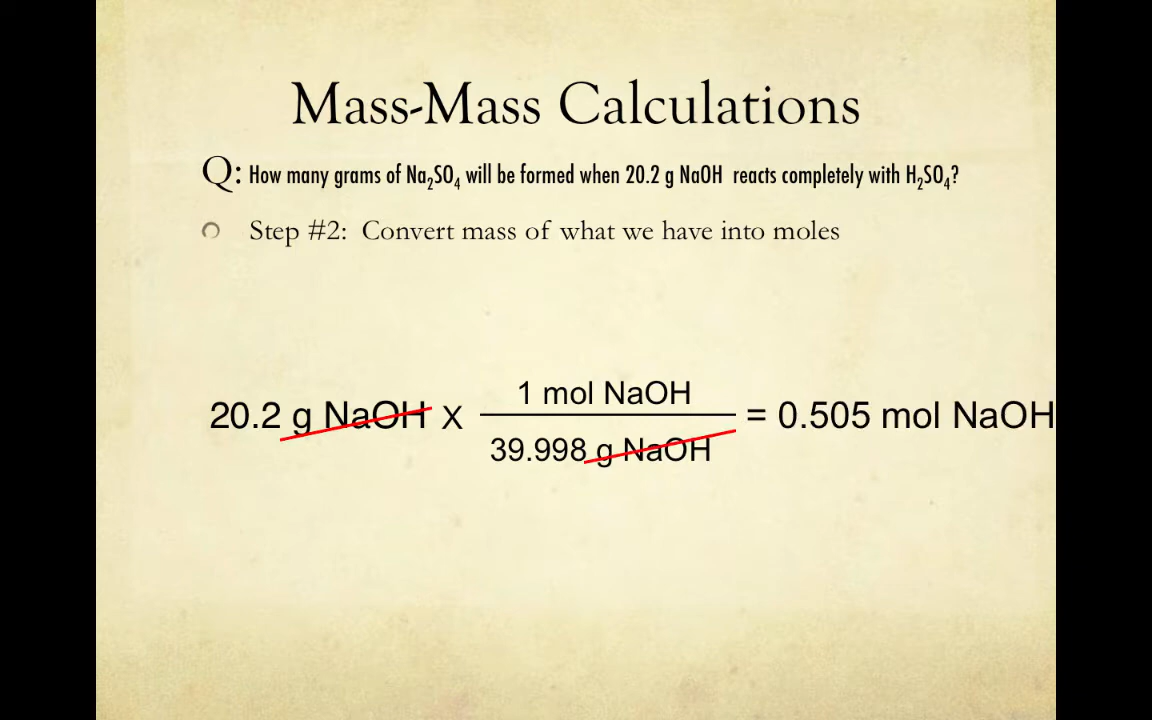 Mass-Mass Calculations
Q: How many grams of Na₂SO₄ will be formed when 20.2 g NaOH reacts completely with H₂SO₄?
Step #2: Convert mass of what we have into moles
1 mol NaOH
20.2 g NaOH X = 0.505 mol NaOH
39.998 g NaOH